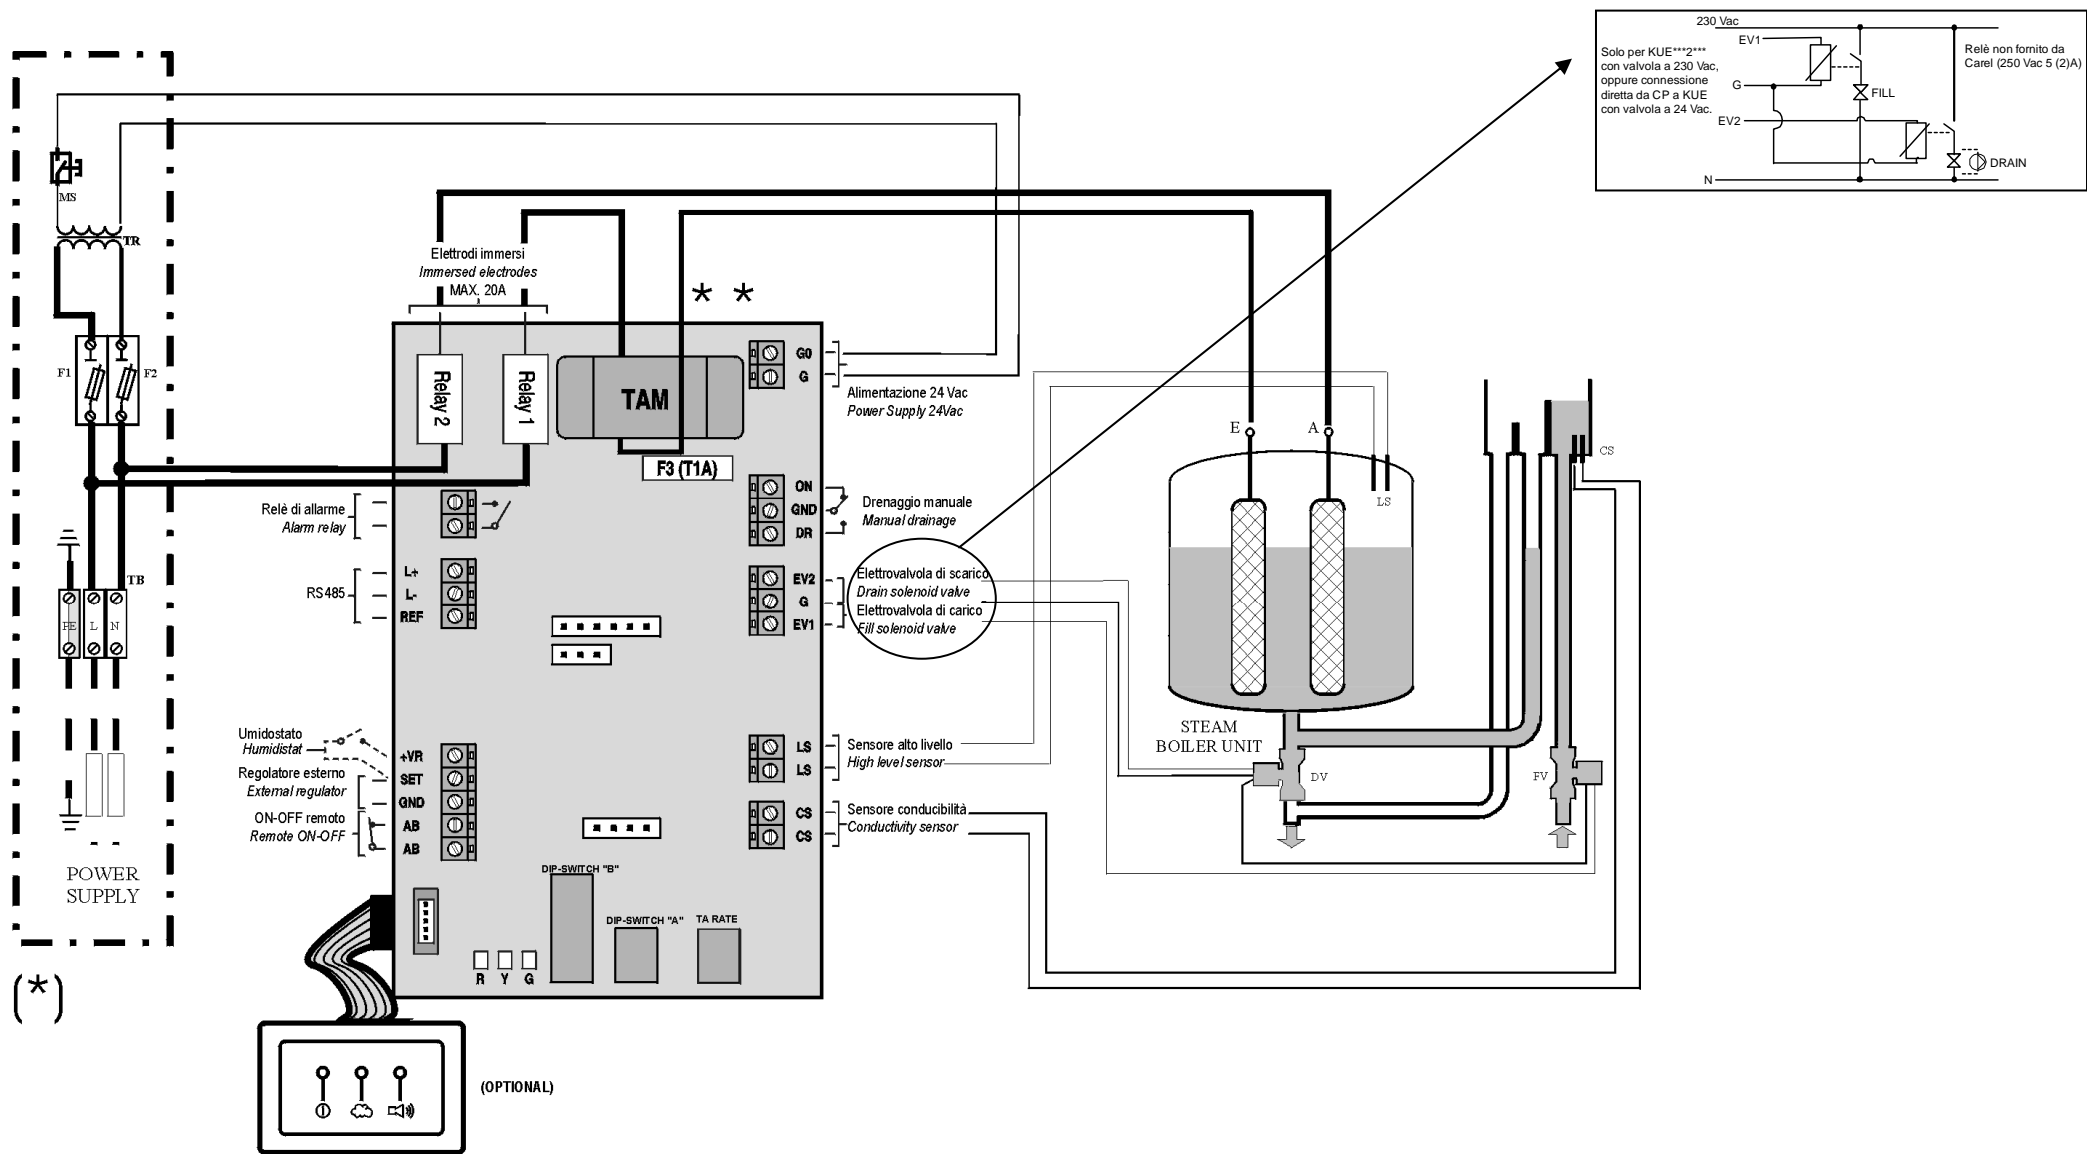 230 Vac
EV1
G
EV2
N
Solo per KUE***2***
con valvola a 230 Vac,
oppure connessione
diretta da CP a KUE
con valvola a 24 Vac.
FILL
DRAIN
Relè non fornito da
Carel (250 Vac 5 (2)A)
MS
TR
F1
F2
TB
PE
L
N
POWER
SUPPLY
(*)
Elettrodi immersi
Immersed electrodes
MAX. 20A
* *
Relay 2
Relay 1
TAM
F3 (T1A)
G0
G
Alimentazione 24 Vac
Power Supply 24Vac
ON
GND
DR
Drenaggio manuale
Manual drainage
EV2
G
EV1
Elettrovalvola di scarico
Drain solenoid valve
Elettrovalvola di carico
Fill solenoid valve
LS
LS
Sensore alto livello
High level sensor
CS
CS
Sensore conducibilità
Conductivity sensor
Relè di allarme
Alarm relay
RS485
L+
L-
REF
Umidostato
Humidistat
Regolatore esterno
External regulator
ON-OFF remoto
Remote ON-OFF
+VR
SET
GND
AB
AB
DIP-SWITCH "B"
DIP-SWITCH "A"
TA RATE
R
Y
G
(OPTIONAL)
E
A
LS
CS
STEAM
BOILER UNIT
DV
FV